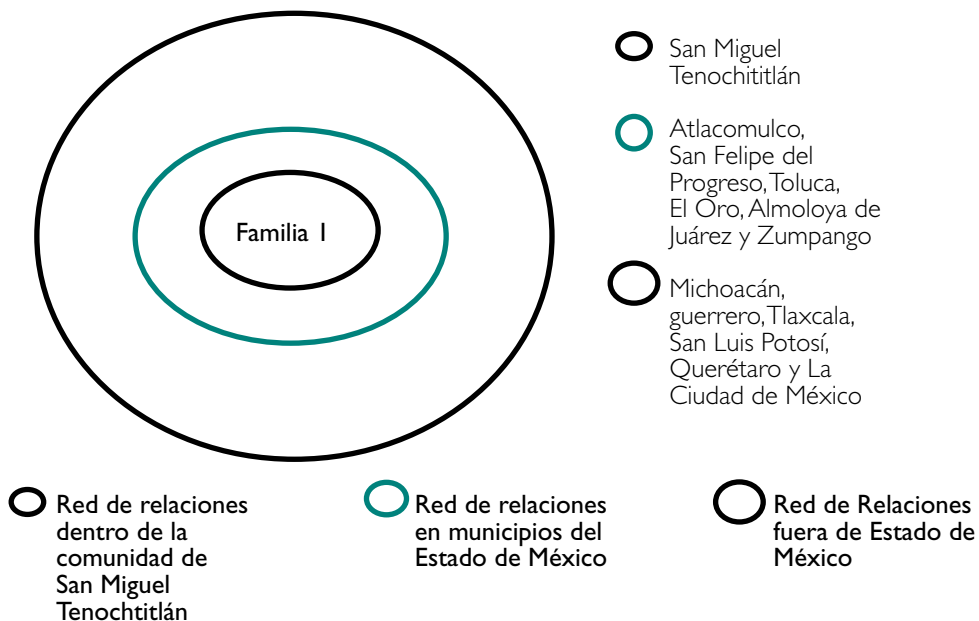 Familia 1
San Miguel
Tenochititlán
Atlacomulco,
San Felipe del
Progreso, Toluca,
El Oro, Almoloya de
Juárez y Zumpango
Michoacán,
guerrero, Tlaxcala,
San Luis Potosí,
Querétaro y La
Ciudad de México
Red de relaciones
dentro de la
comunidad de
San Miguel
Tenochtitlán
Red de relaciones
en municipios del
Estado de México
Red de Relaciones
fuera de Estado de
México